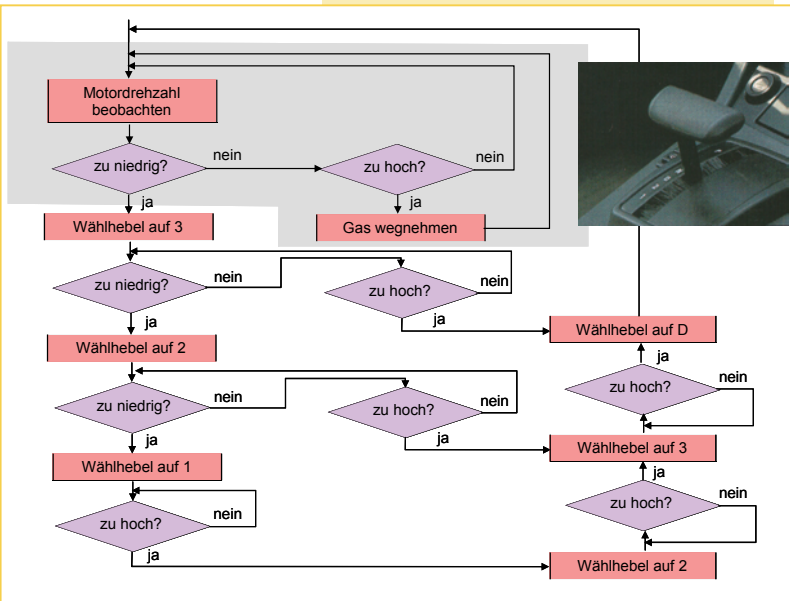 Motordrehzahl
beobachten
zu niedrig?
nein
zu hoch?
nein
ja
ja
Wählhebel auf 3
Gas wegnehmen
zu niedrig?
nein
zu hoch?
nein
ja
ja
Wählhebel auf D
Wählhebel auf 2
ja
zu niedrig?
nein
zu hoch?
nein
zu hoch?
nein
ja
ja
Wählhebel auf 3
Wählhebel auf 1
ja
zu hoch?
nein
zu hoch?
nein
ja
Wählhebel auf 2